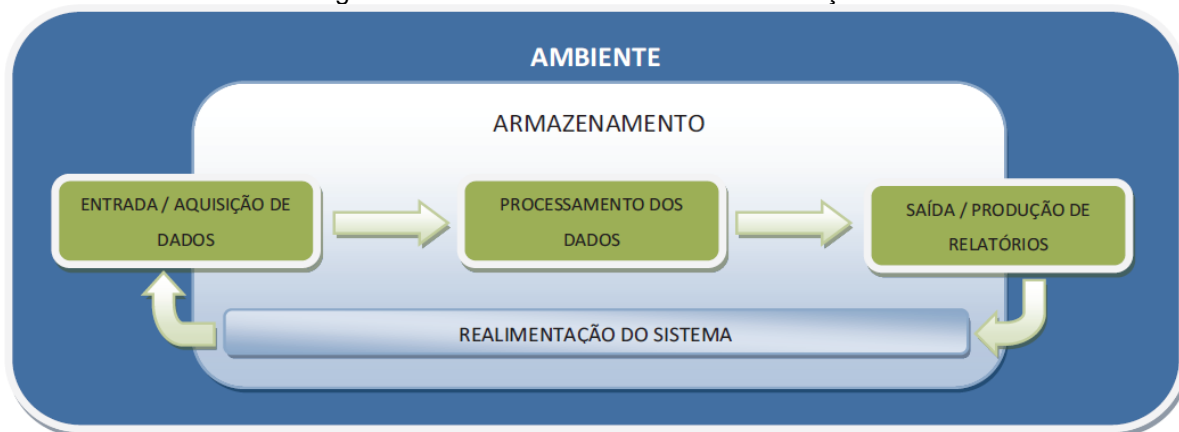 AMBIENTE
ARMAZENAMENTO
ENTRADA / AQUISIÇÃO DE
DADOS
PROCESSAMENTO DOS
DADOS
SAÍDA / PRODUÇÃO DE
RELATÓRIOS
REALIMENTAÇÃO DO SISTEMA